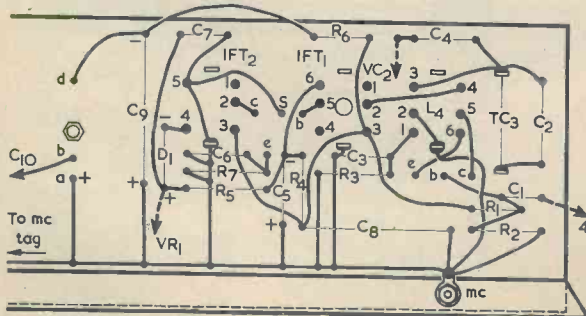 - C7 R6 C4
IFT2 IFT1 VC2
d 5 1 6 1 3 4
2 c S 5 2 2 L4 5 TC3 C2
C9 b
- 4 3 4 3 1 6
b D1 C6 e - C3 e b
C10 R7 R4 R3 C1
a + + R5 C5 R1
4
VR1 + + C8 R2
To mc
tag
mc